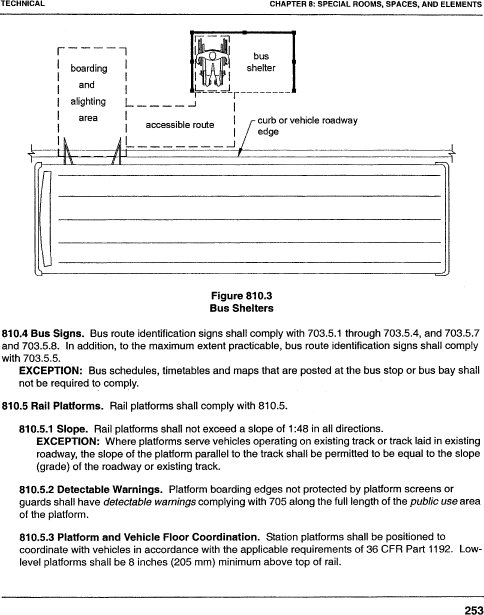 TECHNICAL
CHAPTER 8: SPECIAL ROOMS, SPACES, AND ELEMENTS
boarding
and
alighting
area
bus
shelter
accessible route
curb or vehicle roadway
edge
Figure 810.3
Bus Shelters
810.4 Bus Signs. Bus route identification signs shall comply with 703.5.1 through 703.5.4, and 703.5.7
and 703.5.8. In addition, to the maximum extent practicable, bus route identification signs shall comply
with 703.5.5.
EXCEPTION: Bus schedules, timetables and maps that are posted at the bus stop or bus bay shall
not be required to comply.
810.5 Rail Platforms. Rail platforms shall comply with 810.5.
810.5.1 Slope. Rail platforms shall not exceed a slope of 1:48 in all directions.
EXCEPTION: Where platforms serve vehicles operating on existing track or track laid in existing
roadway, the slope of the platform parallel to the track shall be permitted to be equal to the slope
(grade) of the roadway or existing track.
810.5.2 Detectable Warnings. Platform boarding edges not protected by platform screens or
guards shall have detectable warnings complying with 705 along the full length of the public use area
of the platform.
810.5.3 Platform and Vehicle Floor Coordination. Station platforms shall be positioned to
coordinate with vehicles in accordance with the applicable requirements of 36 CFR Part 1192. Low-
level platforms shall be 8 inches (205 mm) minimum above top of rail.
253